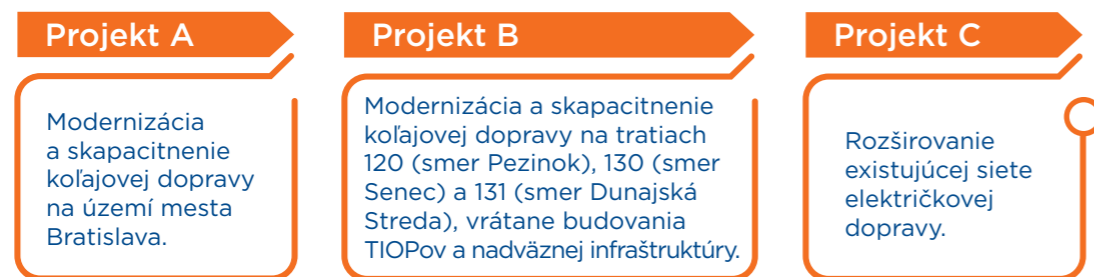 Projekt A
Modernizácia
a skapacitnenie
koľajovej dopravy
na území mesta
Bratislava.
Projekt B
Modernizácia a skapacitnenie
koľajovej dopravy na tratiach
120 (smer Pezinok), 130 (smer
Senec) a 131 (smer Dunajská
Streda), vrátane budovania
TIOPov a nadväznej infraštruktúry.
Projekt C
Rozširovanie
existujúcej siete
električkovej
dopravy.